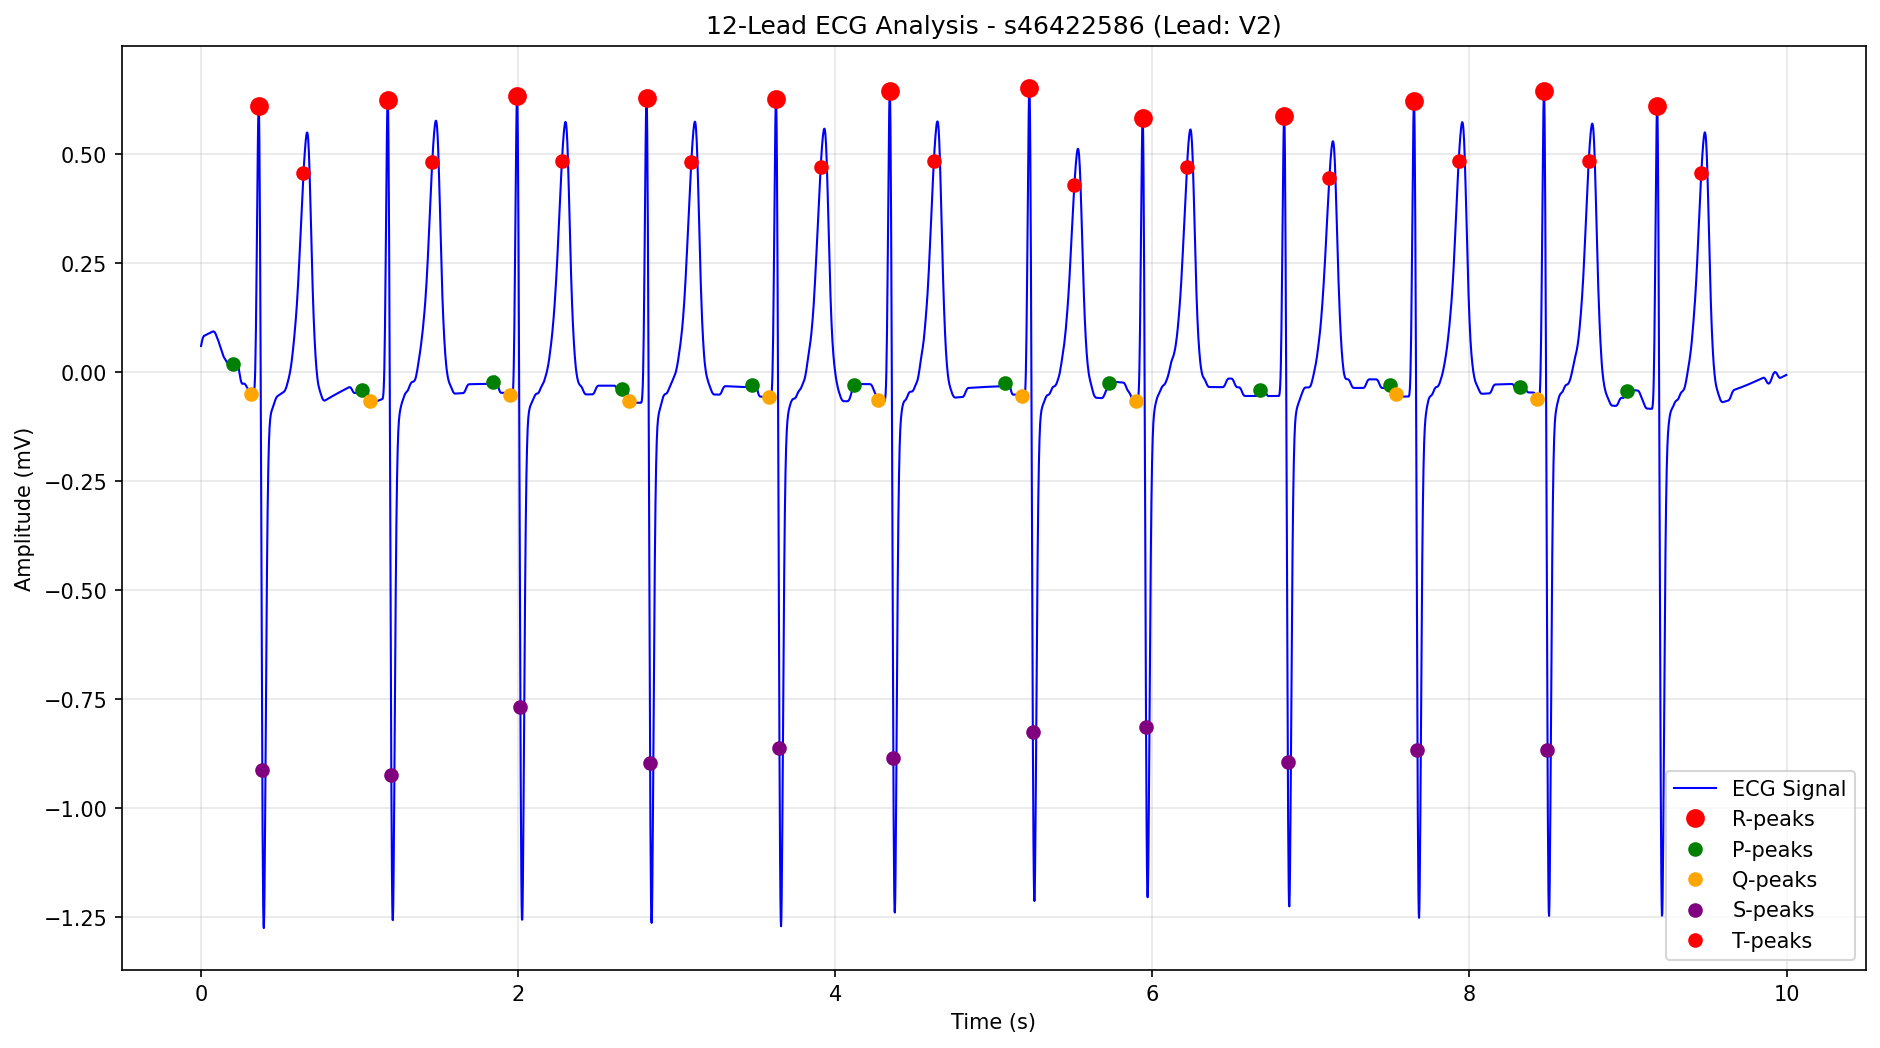 12-Lead ECG Analysis - s46422586 (Lead: V2)
Amplitude (mV)
0.50
0.25
0.00
−0.25
−0.50
−0.75
−1.00
−1.25
ECG Signal
R-peaks
P-peaks
Q-peaks
S-peaks
T-peaks
0 2 4 6 8 10
Time (s)